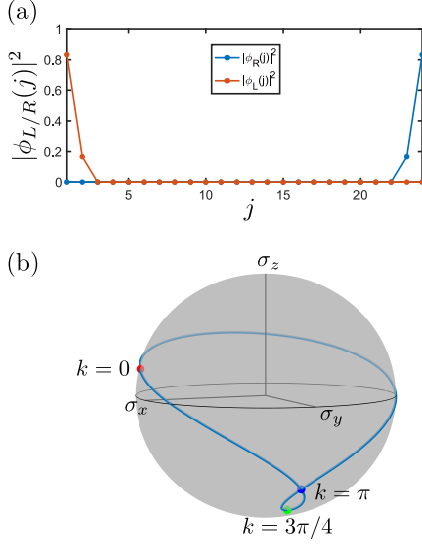 (a)
|ϕ_{L/R}(j)|^2
1
0.8
0.6
0.4
0.2
0
|ϕ_R(j)|^2
|ϕ_L(j)|^2
5
10
15
20
j
(b)
σ_z
k = 0
σ_x
σ_y
k = π
k = 3π/4